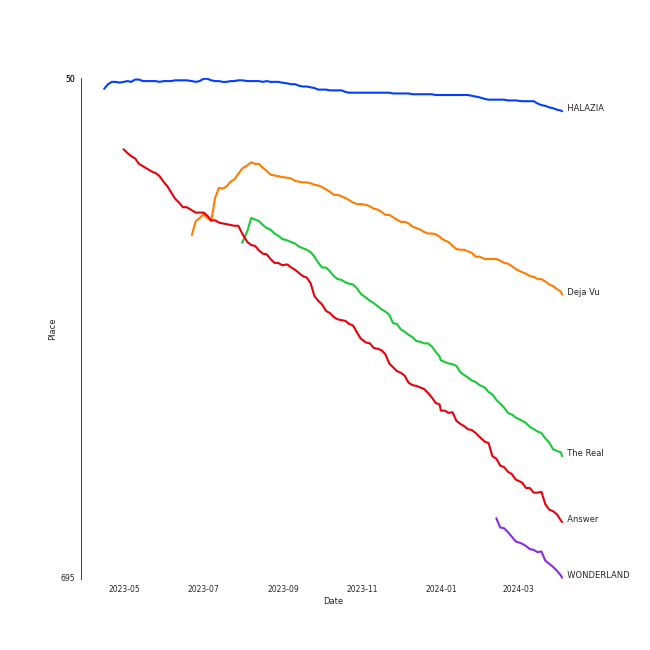 50
HALAZIA
Deja Vu
Place
The Real
Answer
695
WONDERLAND
2023-05 2023-07 2023-09 2023-11 2024-01 2024-03
Date